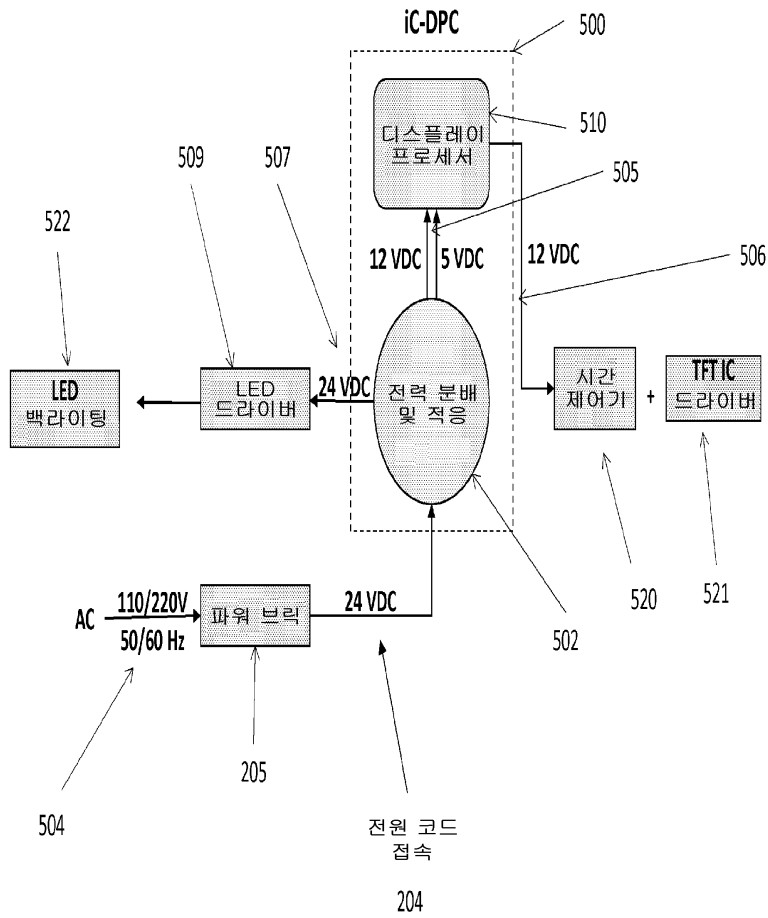 iC-DPC
500
디스플레이
프로세서
510
509
507
505
522
12 VDC
5 VDC
12 VDC
506
LED
백라이팅
LED
드라이버
24 VDC
전력 분배
및 적응
시간
제어기
+
TFT IC
드라이버
520
521
AC
110/220V
50/60 Hz
파워 브릭
24 VDC
502
205
504
전원 코드
접속
204